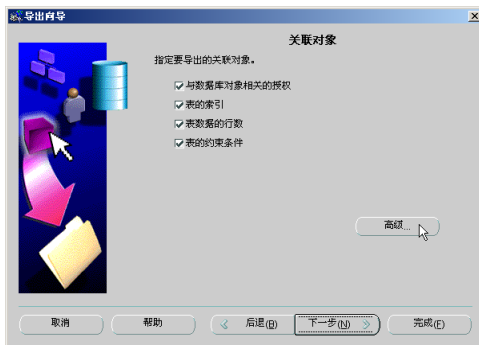 导出向导
关联对象
指定要导出的关联对象。
与数据库对象相关的授权
表的索引
表数据的行数
表的约束条件
高级...
取消 帮助 后退(B) 下一步(N) 完成(F)